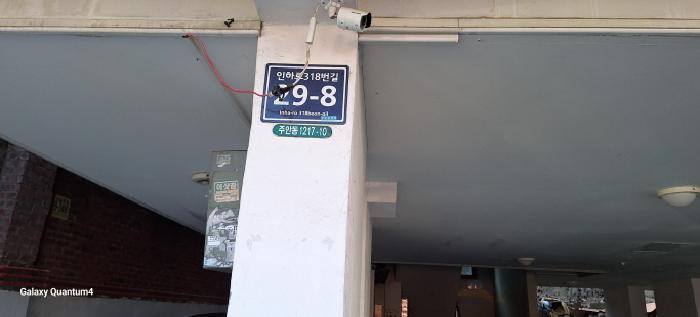 인하로318번길
29-8
Inha-ro 318beon-gil
주안동 1217-10
Galaxy Quantum4